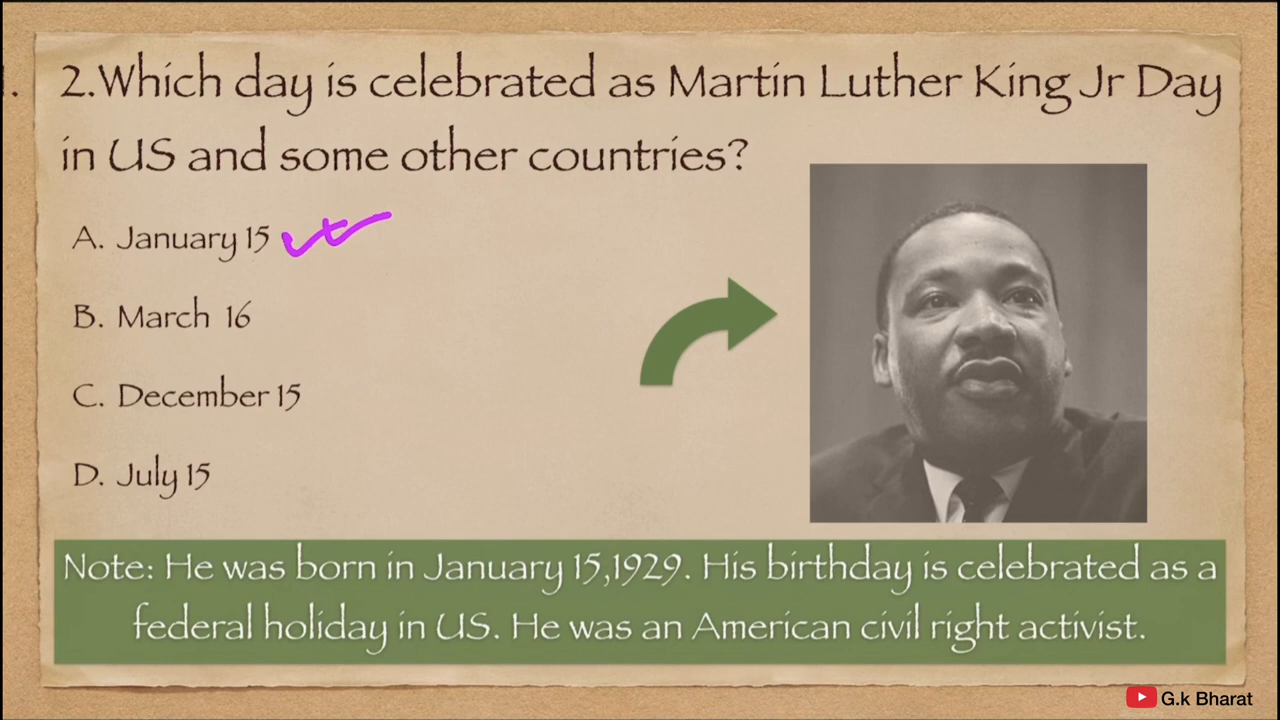 2.Which day is celebrated as Martin Luther King Jr Day
in US and some other countries?
A. January 15
B. March 16
C. December 15
D. July 15
Note: He was born in January 15,1929. His birthday is celebrated as a
federal holiday in US. He was an American civil right activist.
G.k Bharat